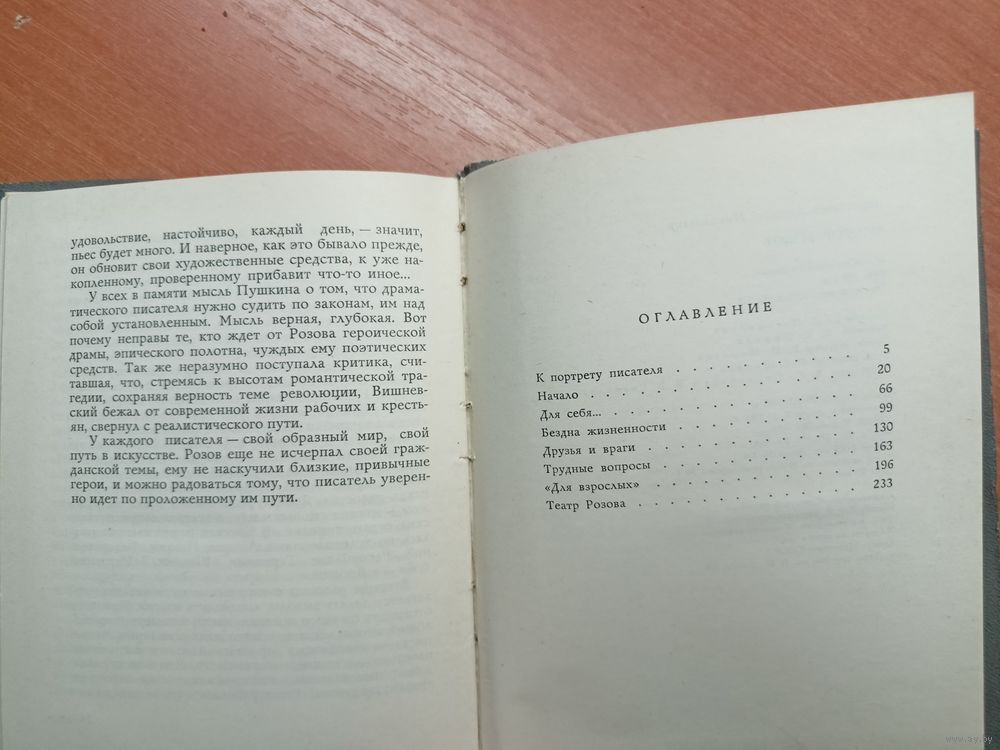 удовольствие, настойчиво, каждый день, — значит,
пьес будет много. И наверное, как это бывало прежде,
он обновит свои художественные средства, к уже на-
копленному, проверенному прибавит что-то иное...
У всех в памяти мысль Пушкина о том, что драма-
тического писателя нужно судить по законам, им над
собой установленным. Мысль верная, глубокая. Вот
почему неправы те, кто ждет от Розова героической
драмы, эпического полотна, чуждых ему поэтических
средств. Так же неразумно поступала критика, счи-
тавшая, что, стремясь к высотам романтической тра-
гедии, сохраняя верность теме революции, Вишнев-
ский бежал от современной жизни рабочих и кресть-
ян, свернул с реалистического пути.
У каждого писателя — свой образный мир, свой
путь в искусстве. Розов еще не исчерпал своей граж-
данской темы, ему не наскучили близкие, привычные
герои, и можно радоваться тому, что писатель уверен-
но идет по проложенному им пути.
ОГЛАВЛЕНИЕ
К портрету писателя . . . . . . . . . 5
Начало . . . . . . . . . . . . 20
Для себя... . . . . . . . . . . . 66
Бездна жизненности . . . . . . . . . 99
Друзья и враги . . . . . . . . . . 130
Трудные вопросы . . . . . . . . . 163
«Для взрослых» . . . . . . . . . . 196
Театр Розова . . . . . . . . . . 233